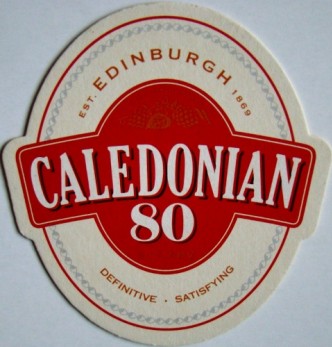 EST. EDINBURGH 1869
CALEDONIAN
80
DEFINITIVE · SATISFYING